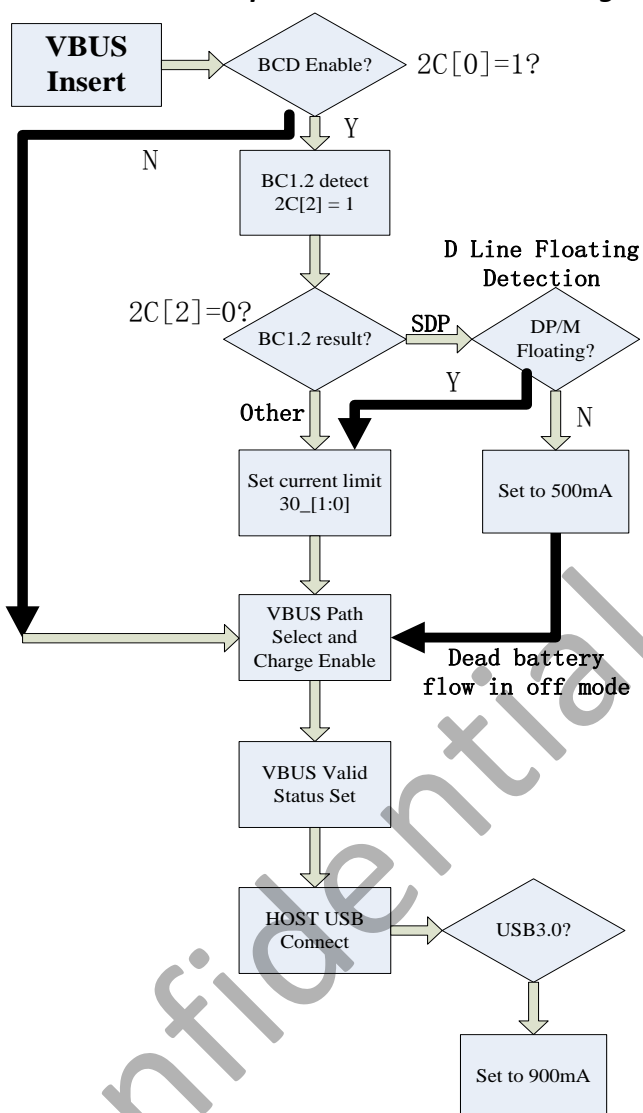 VBUS
Insert
BCD Enable?
2C[0]=1?
N
Y
BC1.2 detect
2C[2] = 1
D Line Floating
Detection
2C[2]=0?
BC1.2 result?
SDP
DP/M
Floating?
Y
Other
N
Set current limit
30_[1:0]
Set to 500mA
VBUS Path
Select and
Charge Enable
Dead battery
flow in off mode
VBUS Valid
Status Set
HOST USB
Connect
USB3.0?
Set to 900mA
nfidential